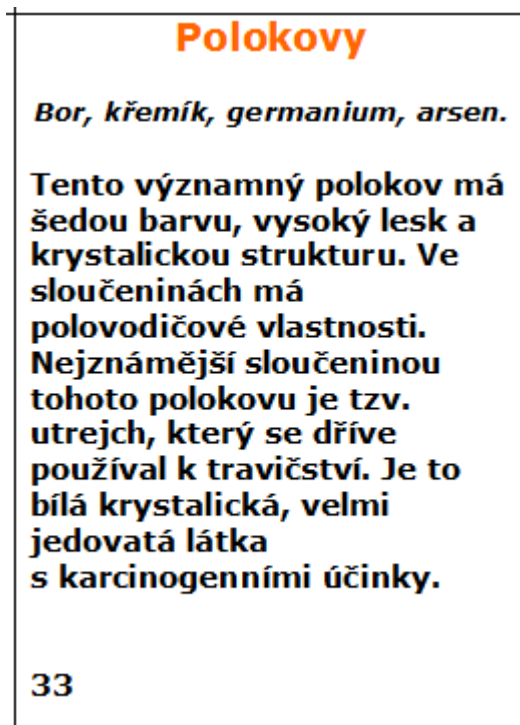 Polokovy
Bor, křemík, germanium, arsen.
Tento významný polokov má
šedou barvu, vysoký lesk a
krystalickou strukturu. Ve
sloučeninách má
polovodičové vlastnosti.
Nejznámější sloučeninou
tohoto polokovu je tzv.
utrejch, který se dříve
používal k travičství. Je to
bílá krystalická, velmi
jedovatá látka
s karcinogenními účinky.
33